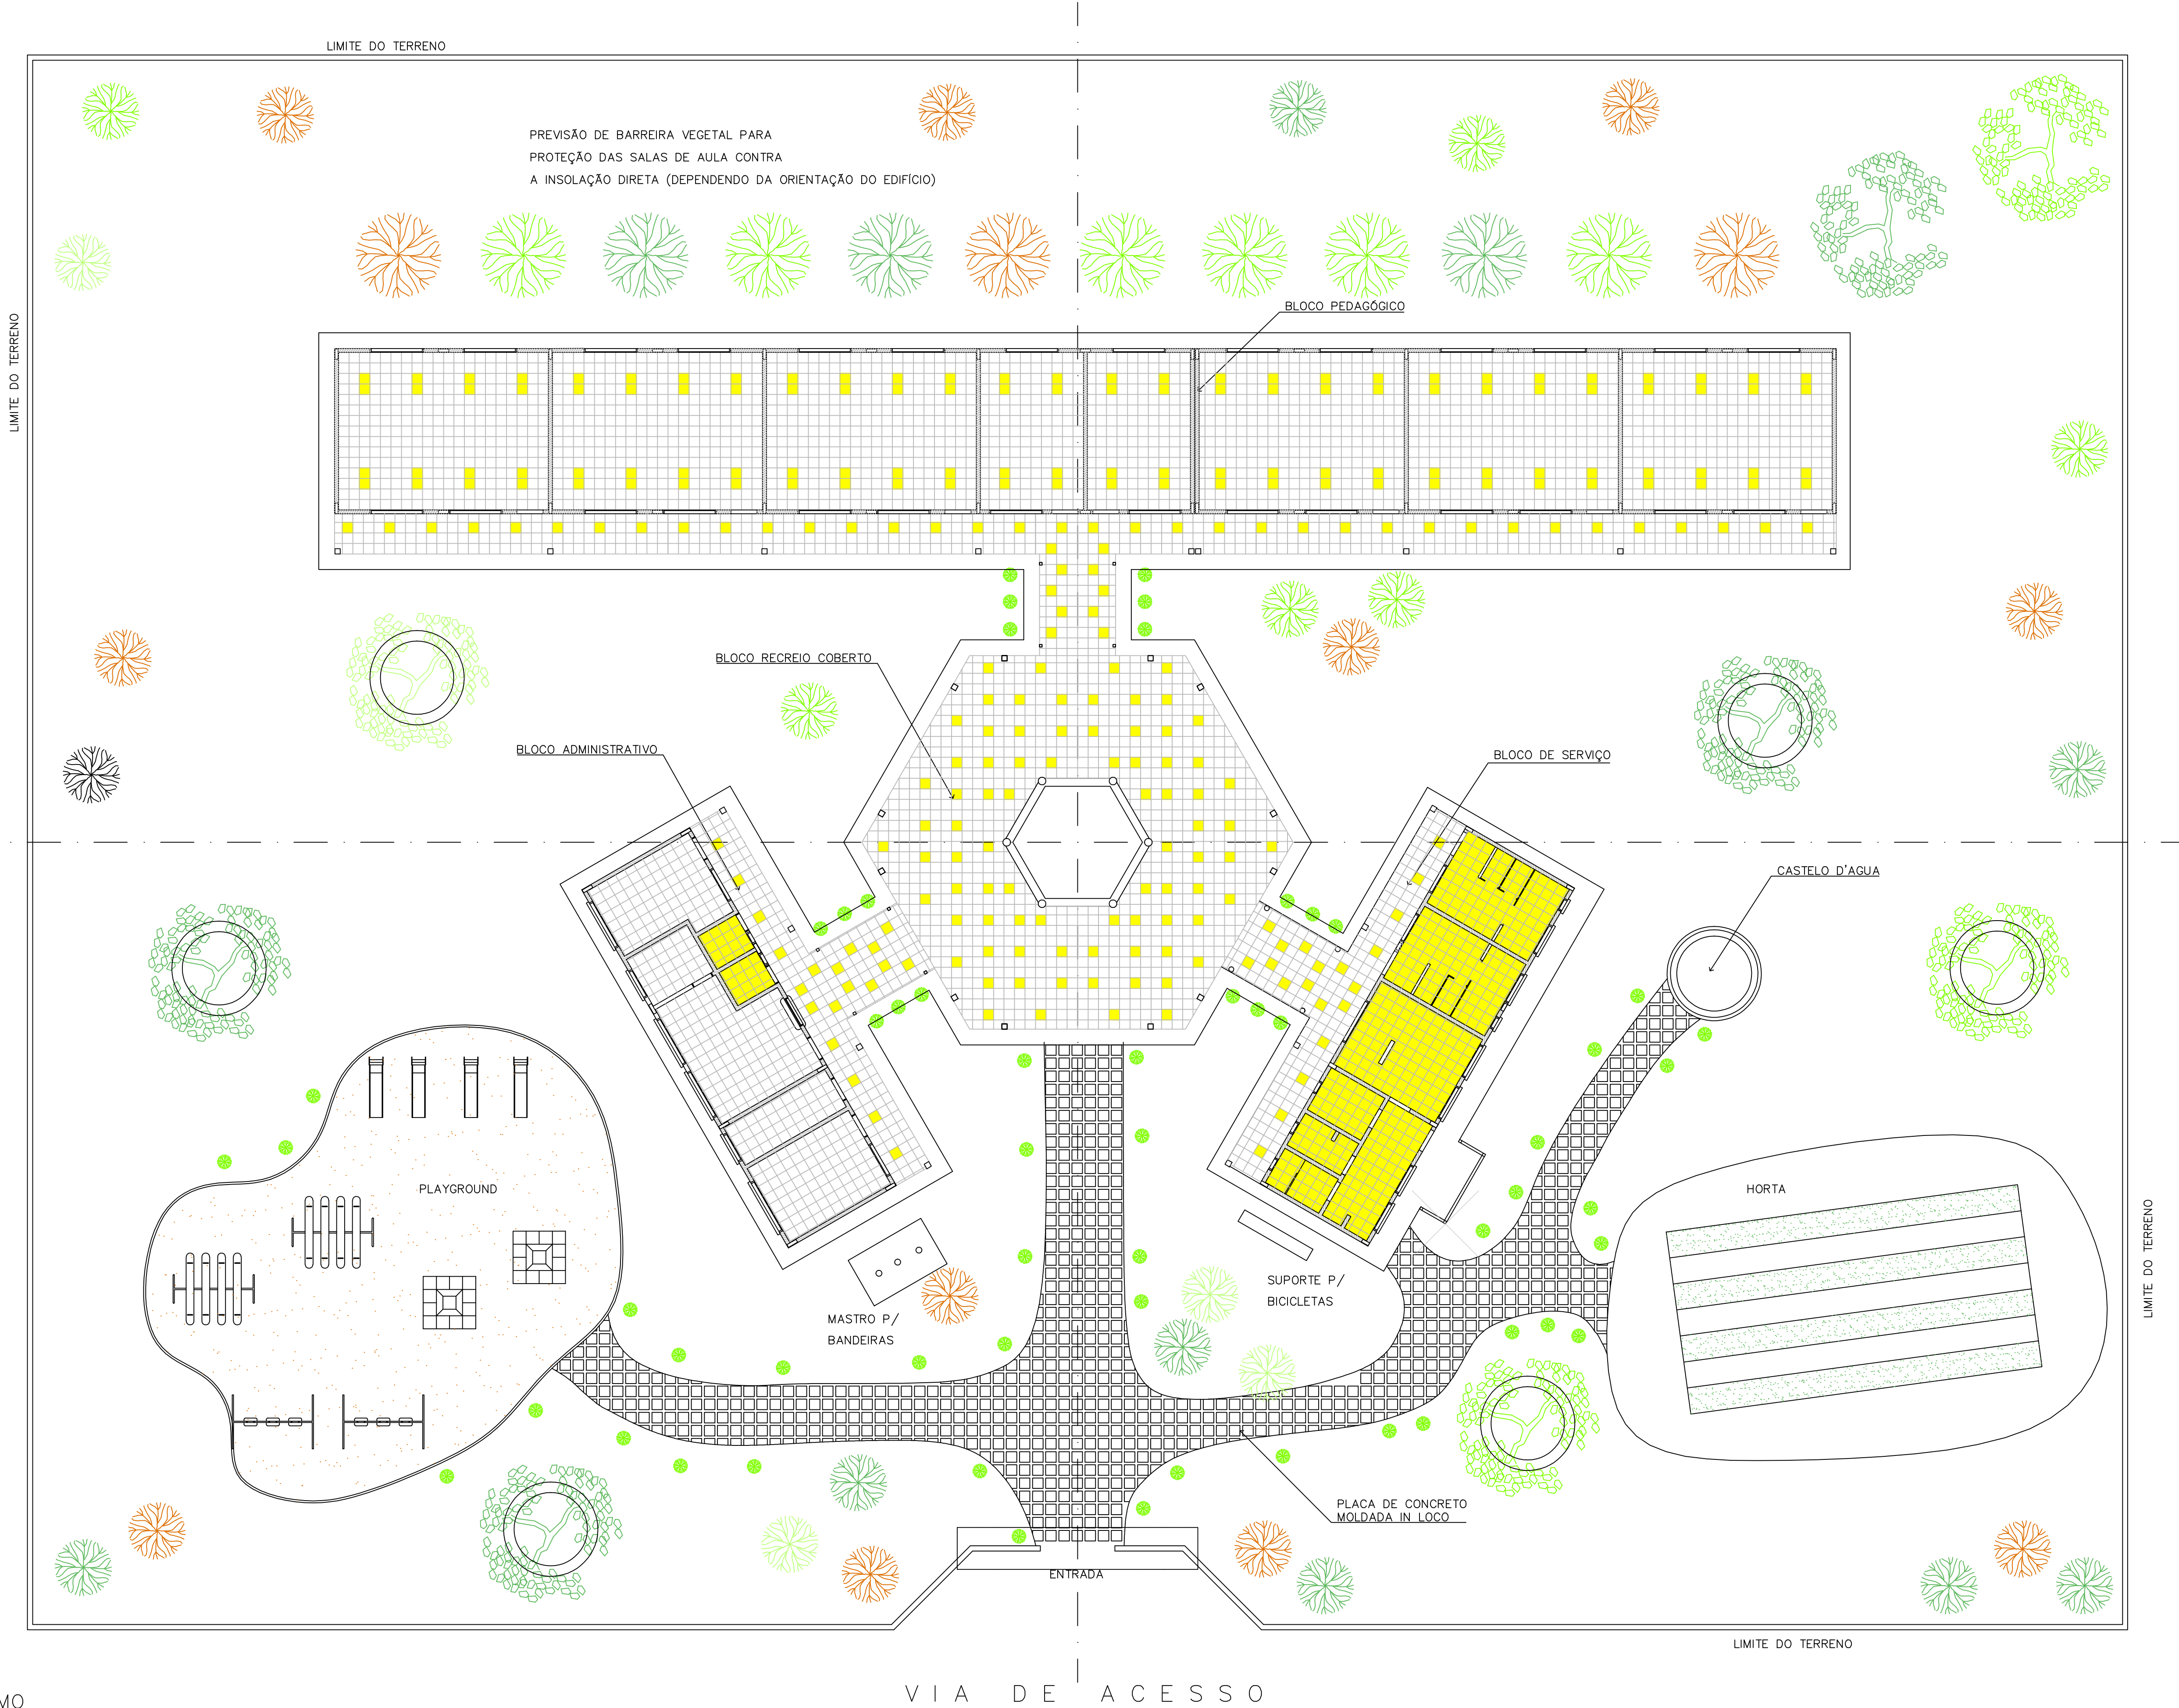 LIMITE DO TERRENO
PREVISÃO DE BARREIRA VEGETAL PARA
PROTEÇÃO DAS SALAS DE AULA CONTRA
A INSOLAÇÃO DIRETA (DEPENDENDO DA ORIENTAÇÃO DO EDIFÍCIO)
LIMITE DO TERRENO
BLOCO PEDAGÓGICO
BLOCO RECREIO COBERTO
BLOCO ADMINISTRATIVO
BLOCO DE SERVIÇO
CASTELO D'AGUA
PLAYGROUND
HORTA
LIMITE DO TERRENO
SUPORTE P/
BICICLETAS
MASTRO P/
BANDEIRAS
PLACA DE CONCRETO
MOLDADA IN LOCO
ENTRADA
LIMITE DO TERRENO
VIA DE ACESSO
MO